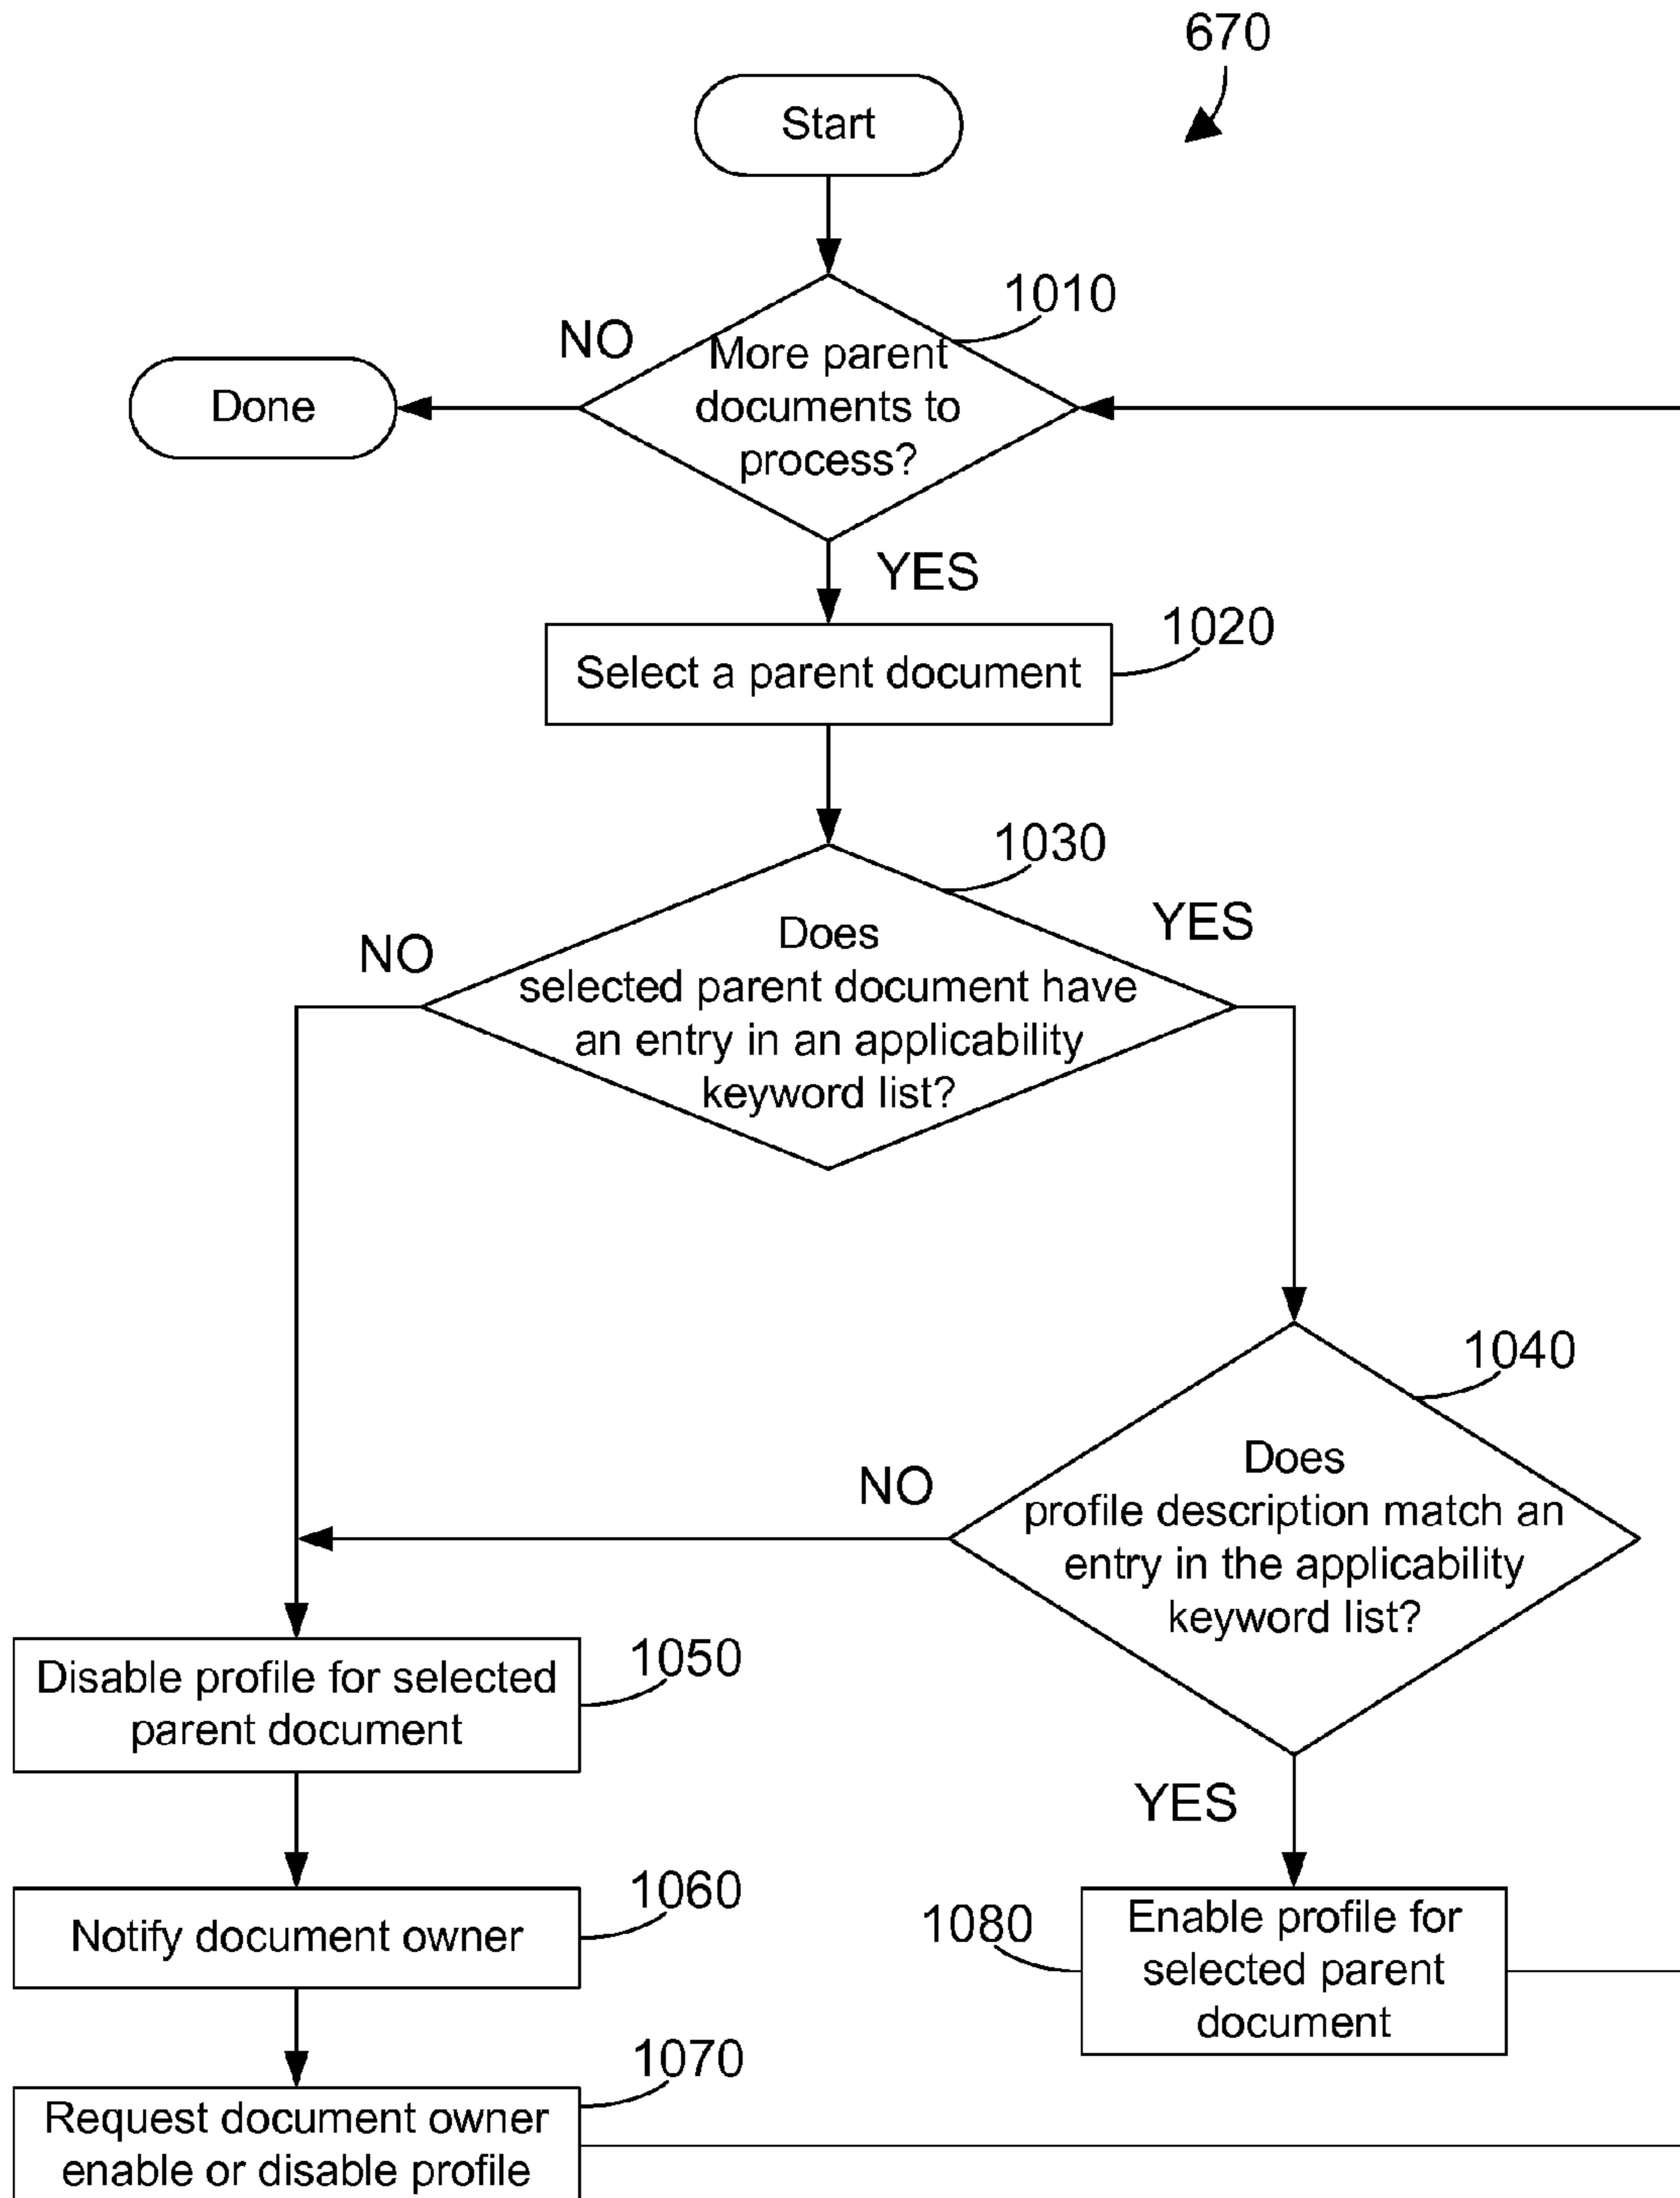 670
Start
1010
NO
More parent
documents to
process?
Done
YES
1020
Select a parent document
1030
NO
YES
Does
selected parent document have
an entry in an applicability
keyword list?
1040
NO
Does
profile description match an
entry in the applicability
keyword list?
1050
Disable profile for selected
parent document
YES
1060
Notify document owner
1080
Enable profile for
selected parent
document
1070
Request document owner
enable or disable profile